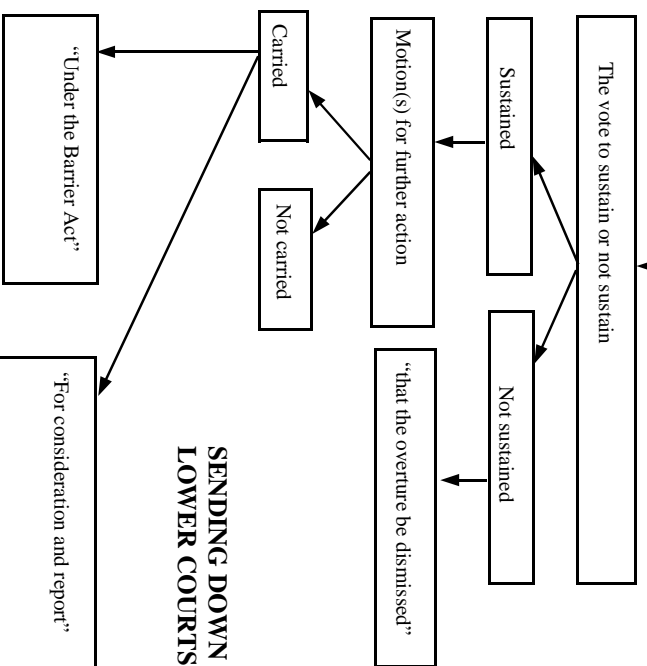 The vote to sustain or not sustain
Sustained
Not sustained
Motion(s) for further action
“that the overture be dismissed”
Carried
Not carried
SENDING DOWN
LOWER COURTS
“Under the Barrier Act”
“For consideration and report”